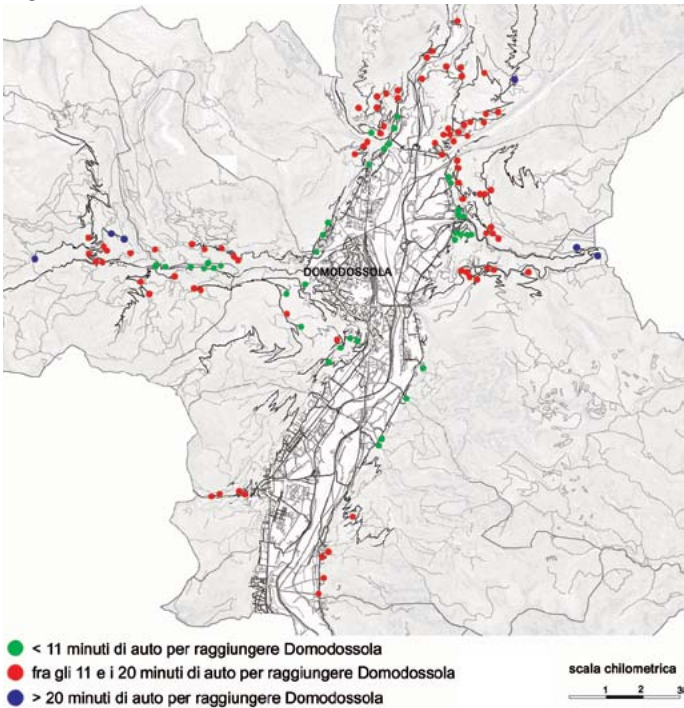 DOMODOSSOLA
< 11 minuti di auto per raggiungere Domodossola
fra gli 11 e i 20 minuti di auto per raggiungere Domodossola
> 20 minuti di auto per raggiungere Domodossola
scala chilometrica
1 2 3